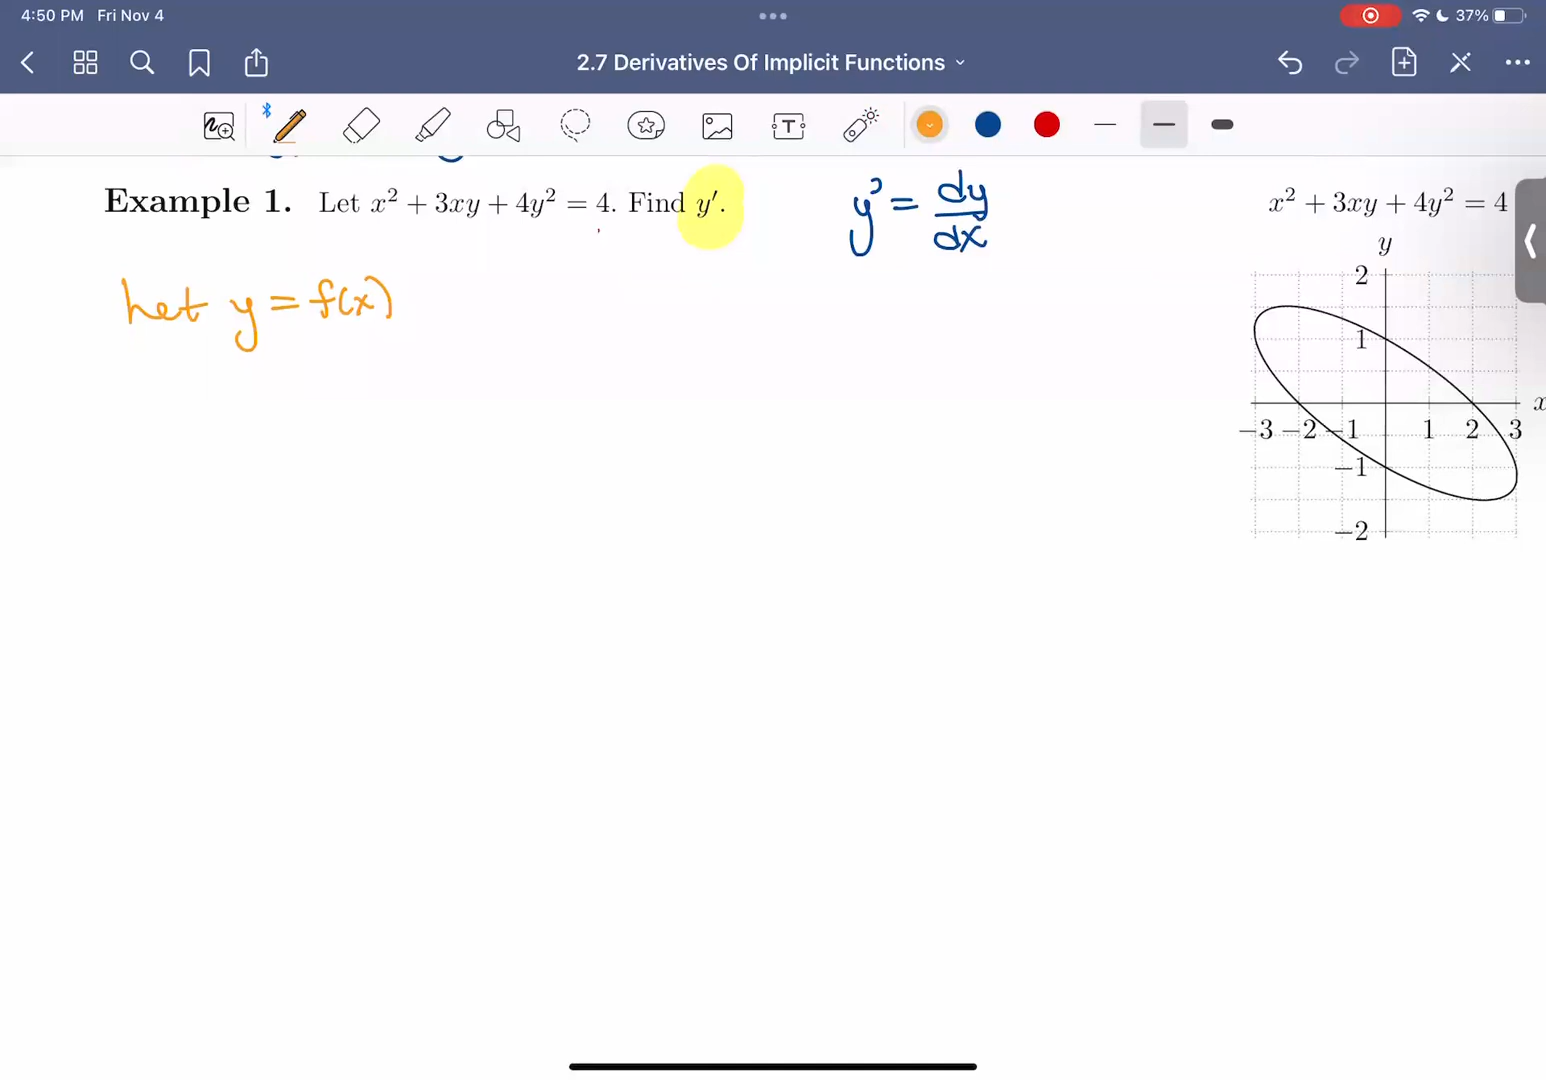 4:50 PM Fri Nov 4
37%
2.7 Derivatives Of Implicit Functions
T
Example 1. Let x² + 3xy + 4y² = 4. Find y′.
y' = dy/dx
x² + 3xy + 4y² = 4
Let y = f(x)
y
2
1
x
−3 −2 −1 1 2 3
−1
−2